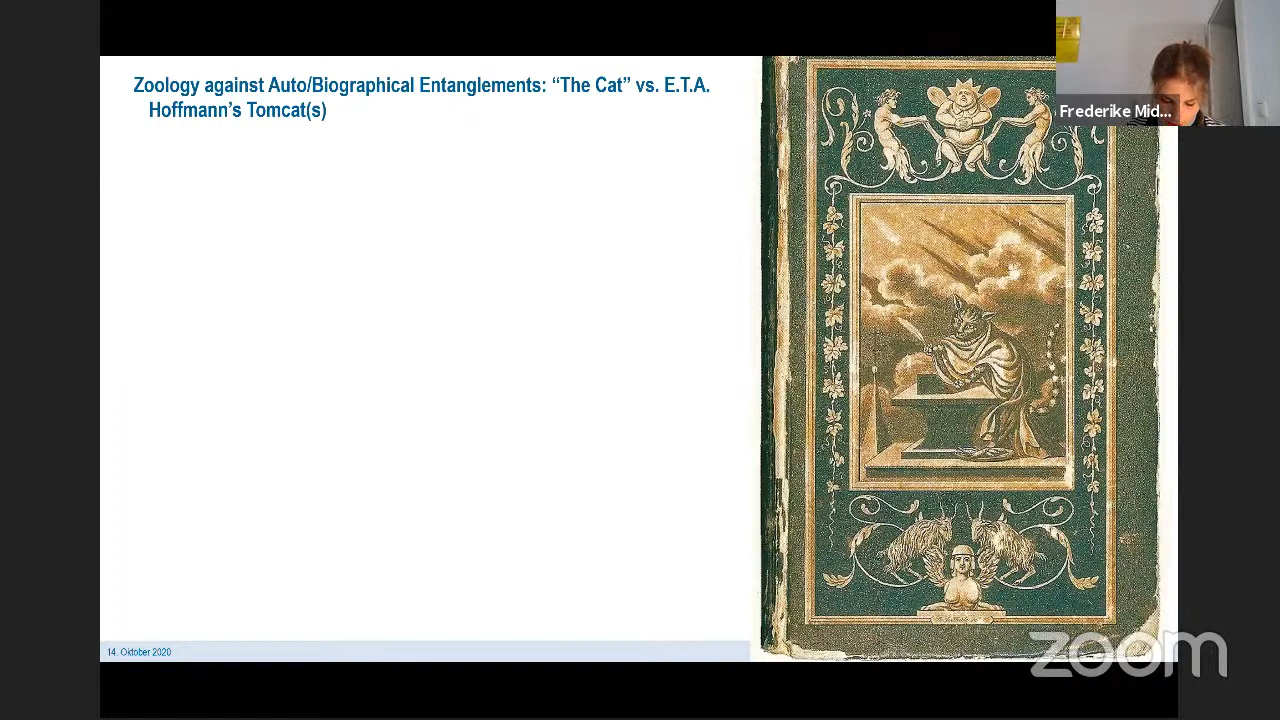 Zoology against Auto/Biographical Entanglements: “The Cat” vs. E.T.A.
Hoffmann’s Tomcat(s)
Frederike Mid...
14. Oktober 2020
zoom